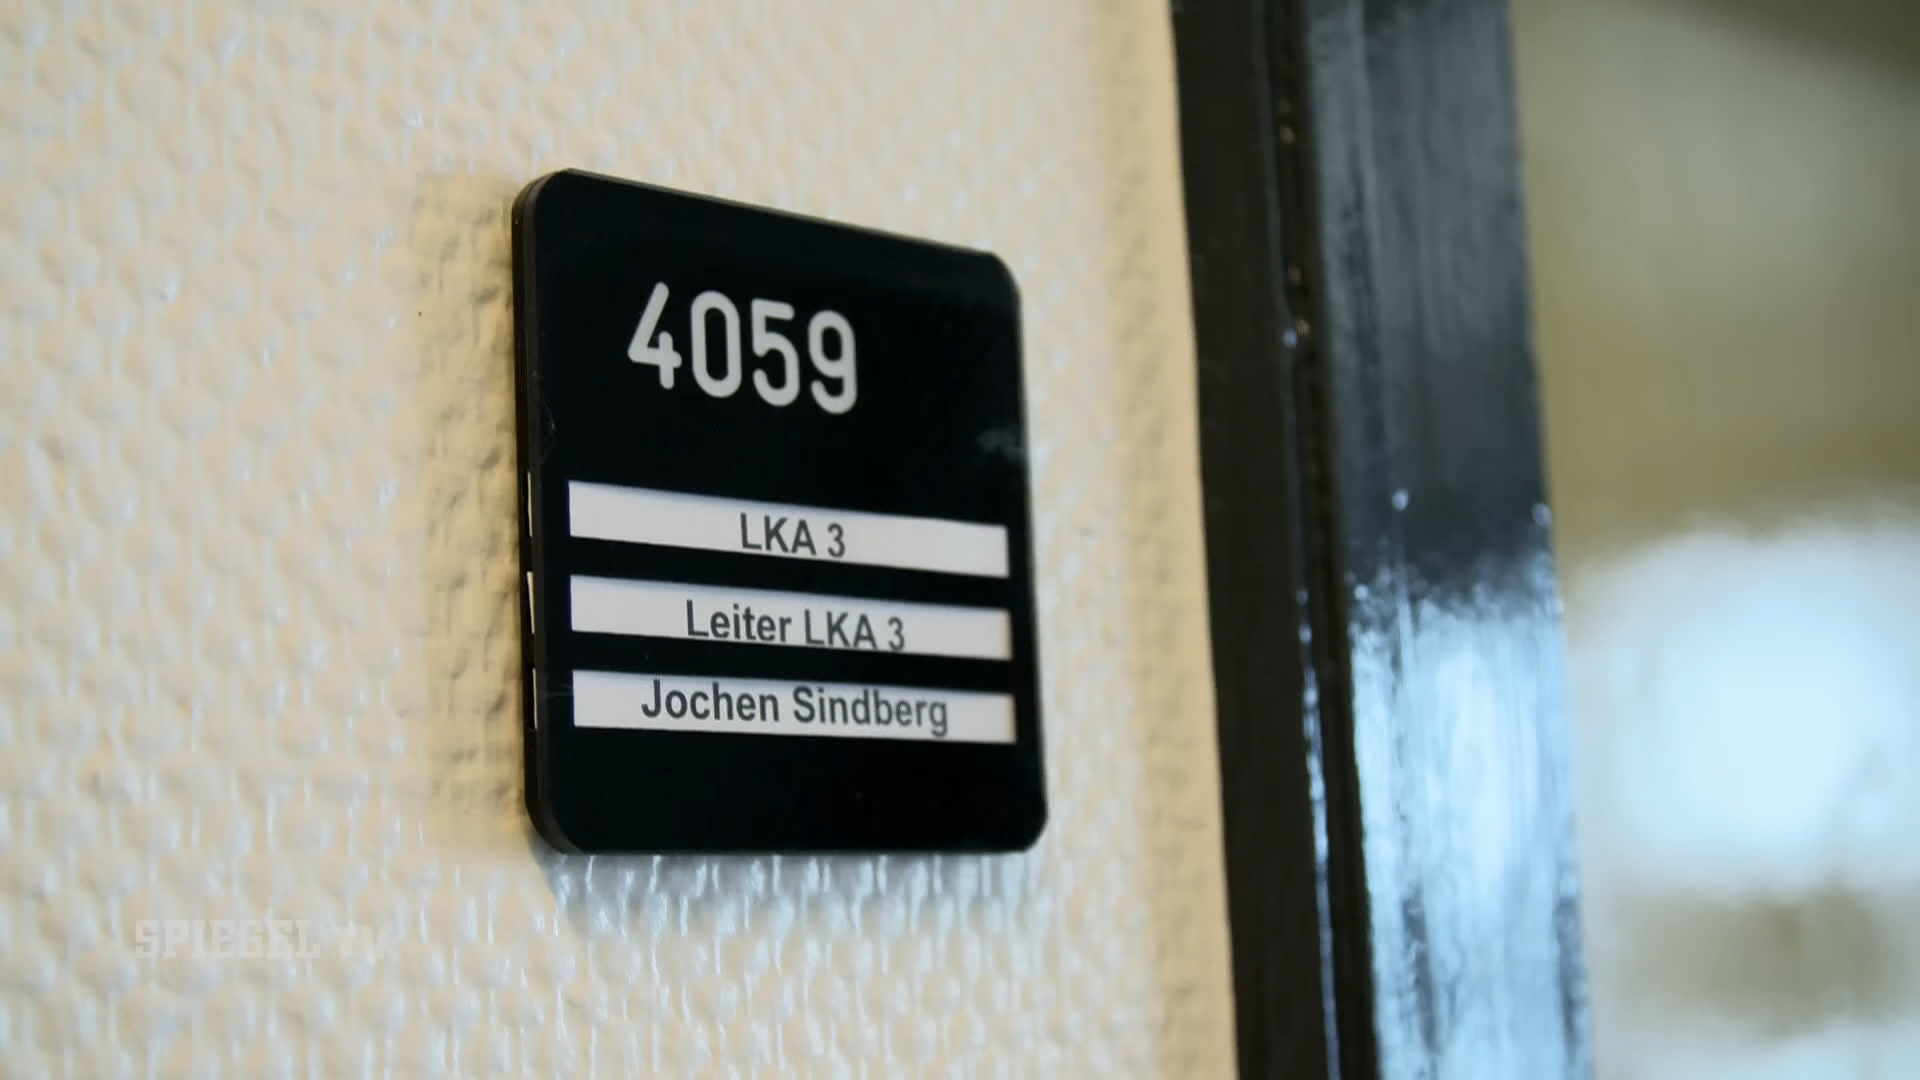 4059
LKA 3
Leiter LKA 3
Jochen Sindberg
SPIEGEL TV